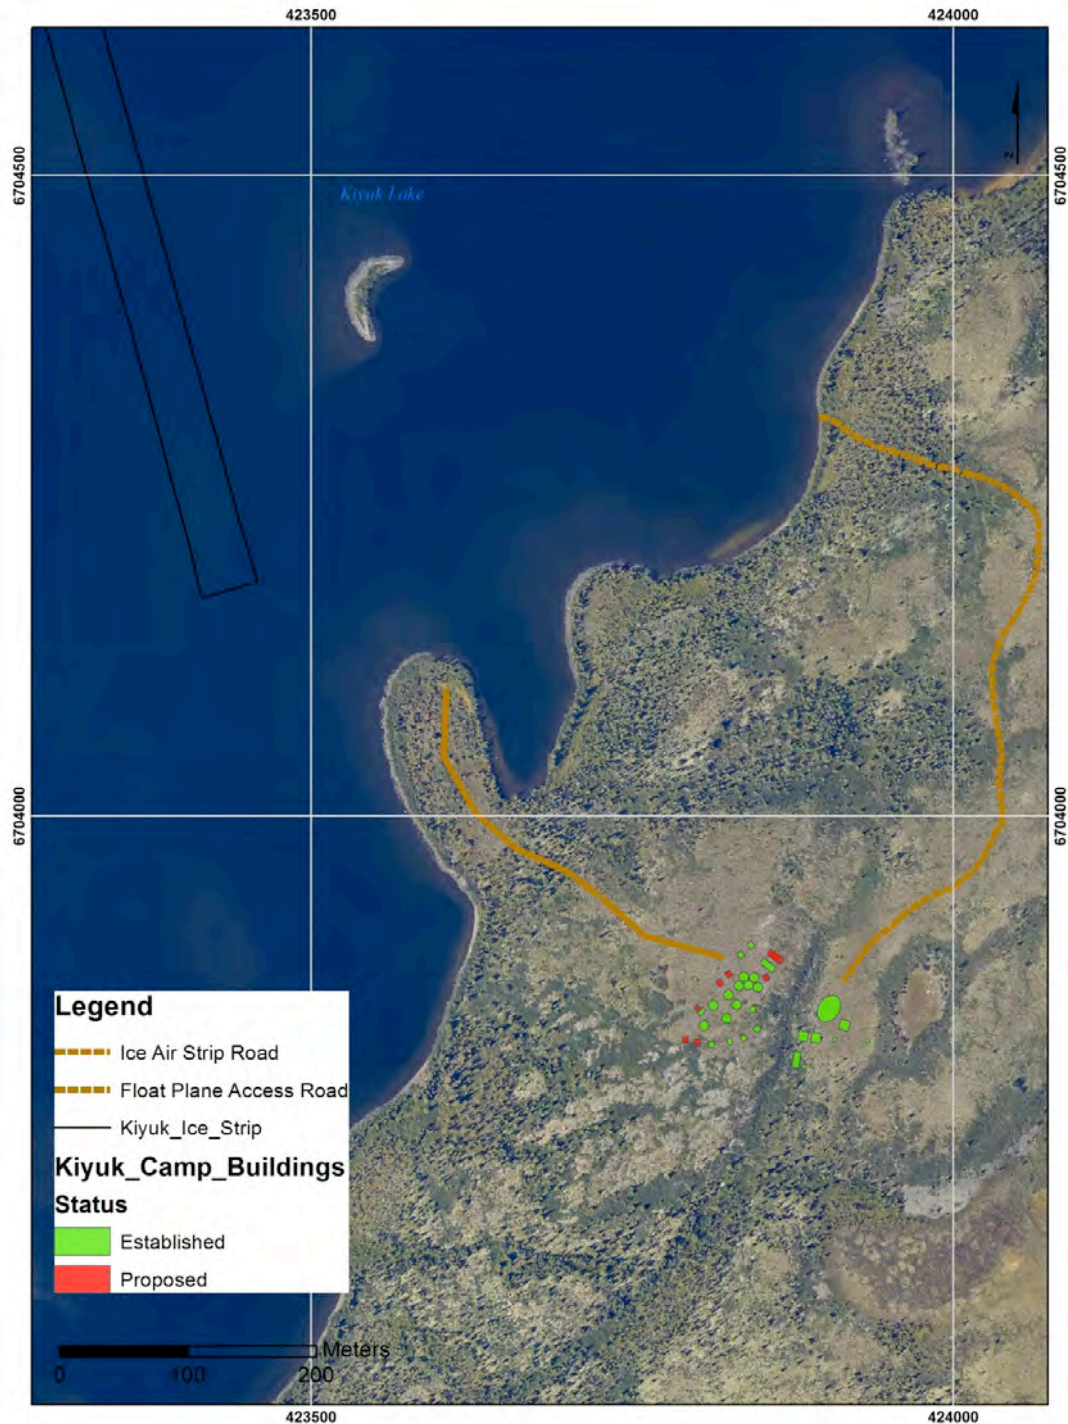 423500 424000
6704500 6704500
Kiyuk Lake
6704000 6704000
Legend
Ice Air Strip Road
Float Plane Access Road
Kiyuk_Ice_Strip
Kiyuk_Camp_Buildings
Status
Established
Proposed
Meters
0 100 200
423500 424000